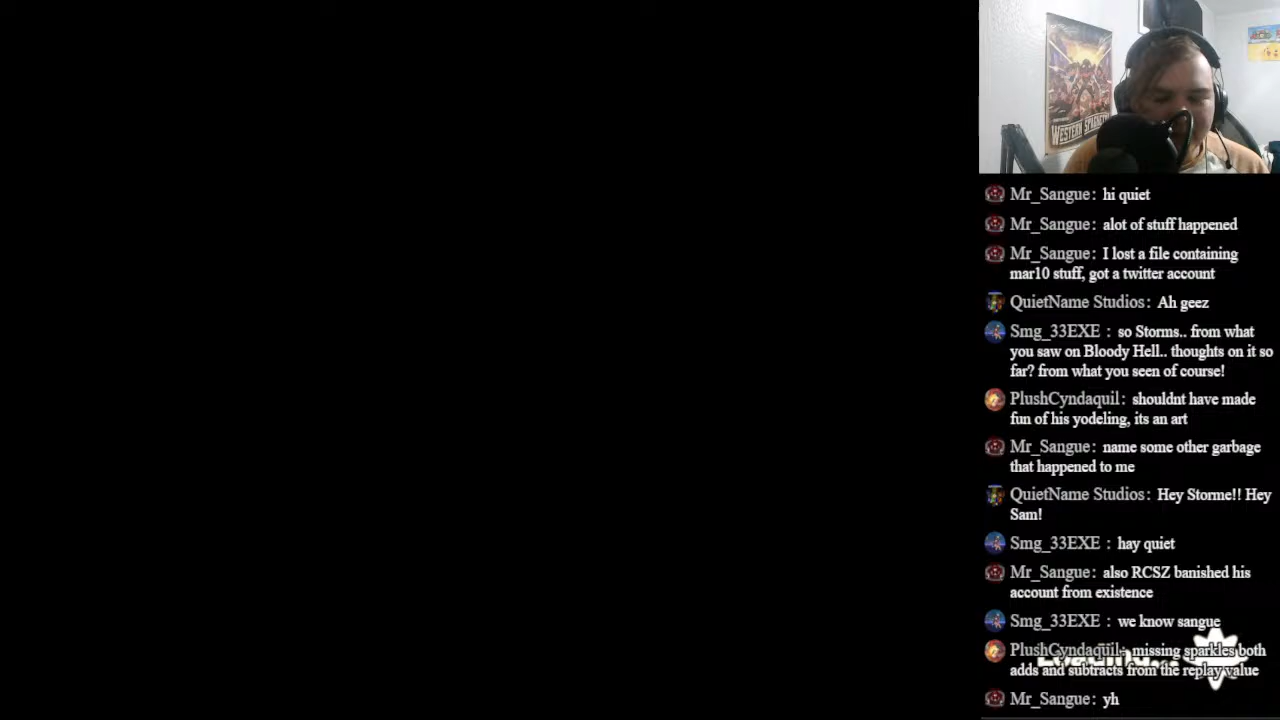 WESTERN SPAGHETTI
Mr_Sangue: hi quiet
Mr_Sangue: alot of stuff happened
Mr_Sangue: I lost a file containing
mar10 stuff, got a twitter account
QuietName Studios: Ah geez
Smg_33EXE : so Storms.. from what
you saw on Bloody Hell.. thoughts on it so
far? from what you seen of course!
PlushCyndaquil: shouldnt have made
fun of his yodeling, its an art
Mr_Sangue: name some other garbage
that happened to me
QuietName Studios: Hey Storme!! Hey
Sam!
Smg_33EXE : hay quiet
Mr_Sangue: also RCSZ banished his
account from existence
Smg_33EXE : we know sangue
PlushCyndaquil: missing sparkles both
adds and subtracts from the replay value
Loading...
Mr_Sangue: yh